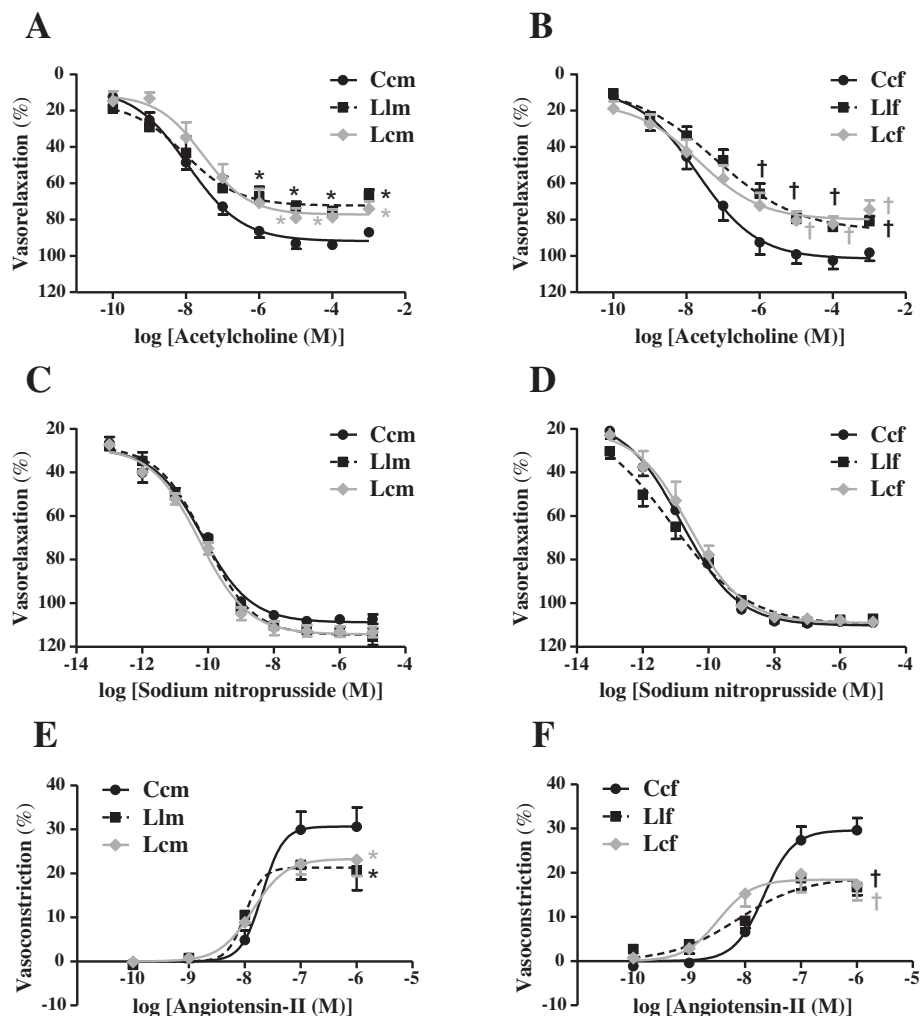 A
B
Ccm
Llm
Lcm
Ccf
Llf
Lcf
Vasorelaxation (%)
0
20
40
60
80
100
120
* * * *
* * *
-10 -8 -6 -4 -2
log [Acetylcholine (M)]
Vasorelaxation (%)
0
20
40
60
80
100
120
† † † †
† † †
-10 -8 -6 -4 -2
log [Acetylcholine (M)]
C
D
Ccm
Llm
Lcm
Ccf
Llf
Lcf
Vasorelaxation (%)
20
40
60
80
100
120
-14 -12 -10 -8 -6 -4
log [Sodium nitroprusside (M)]
Vasorelaxation (%)
20
40
60
80
100
120
-14 -12 -10 -8 -6 -4
log [Sodium nitroprusside (M)]
E
F
Ccm
Llm
Lcm
Ccf
Llf
Lcf
Vasoconstriction (%)
40
30
20
10
0
-10
*
*
-11 -10 -9 -8 -7 -6 -5
log [Angiotensin-II (M)]
Vasoconstriction (%)
40
30
20
10
0
-10
†
†
-11 -10 -9 -8 -7 -6 -5
log [Angiotensin-II (M)]